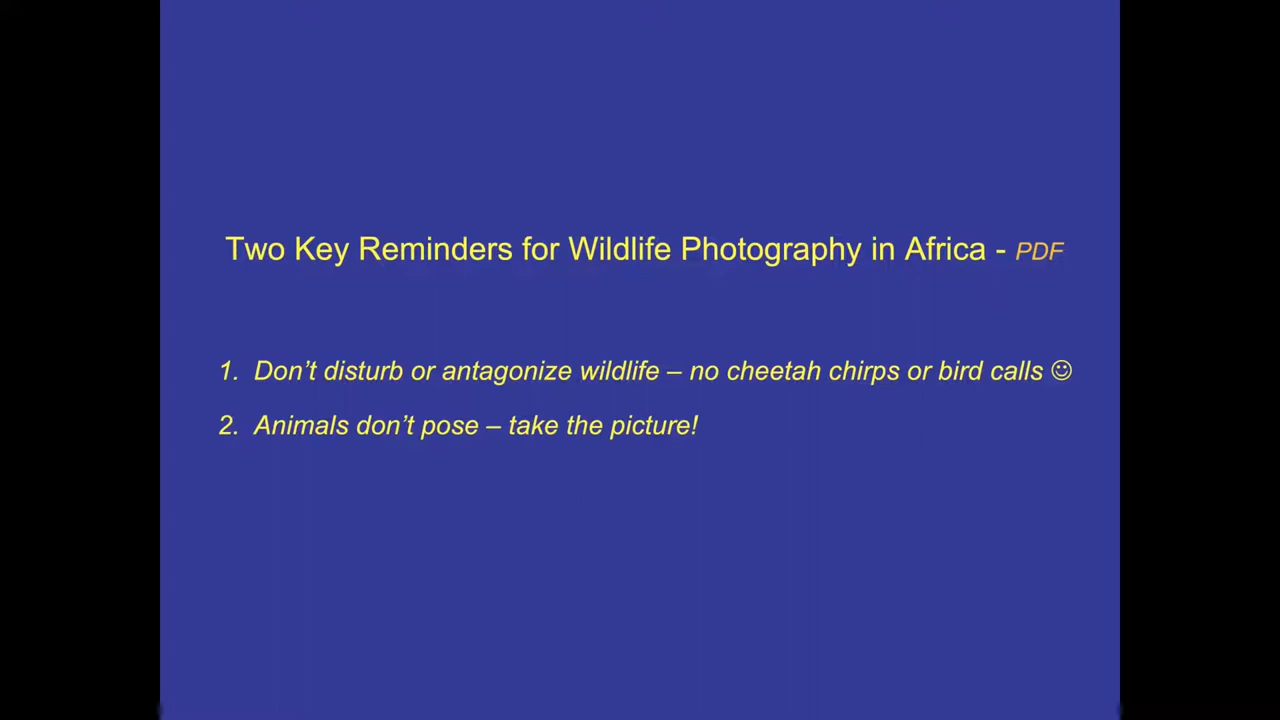 Two Key Reminders for Wildlife Photography in Africa - PDF
1. Don’t disturb or antagonize wildlife – no cheetah chirps or bird calls ☺
2. Animals don’t pose – take the picture!